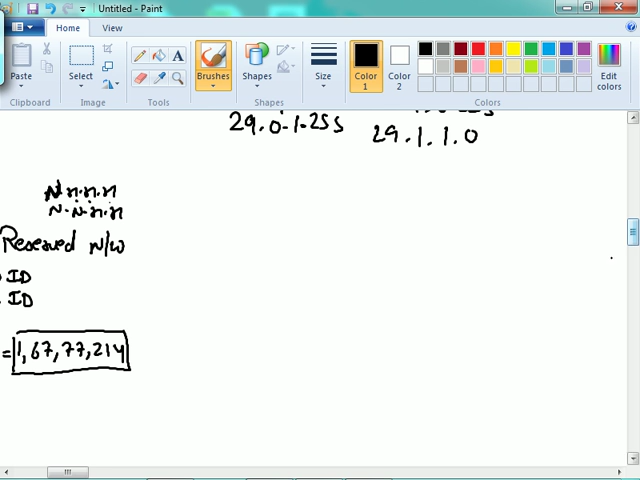 Untitled - Paint
Home View
Paste
Select
Brushes
Shapes
Size
Color 1
Color 2
Edit colors
Clipboard
Image
Tools
Shapes
Colors
29.0.1.255
29.1.1.0
Reserved N/W
ID
ID
= 1,67,77,214